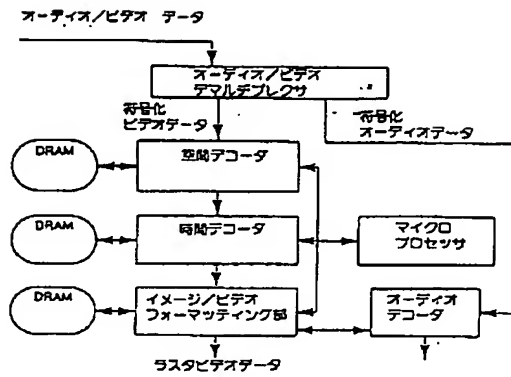 オーディオ/ビデオ データ
オーディオ/ビデオ
デマルチプレクサ
符号化
ビデオデータ
符号化
オーディオデータ
DRAM
空間デコーダ
DRAM
時間デコーダ
マイクロ
プロセッサ
DRAM
イメージ/ビデオ
フォーマッティング部
オーディオ
デコーダ
ラスタビデオデータ